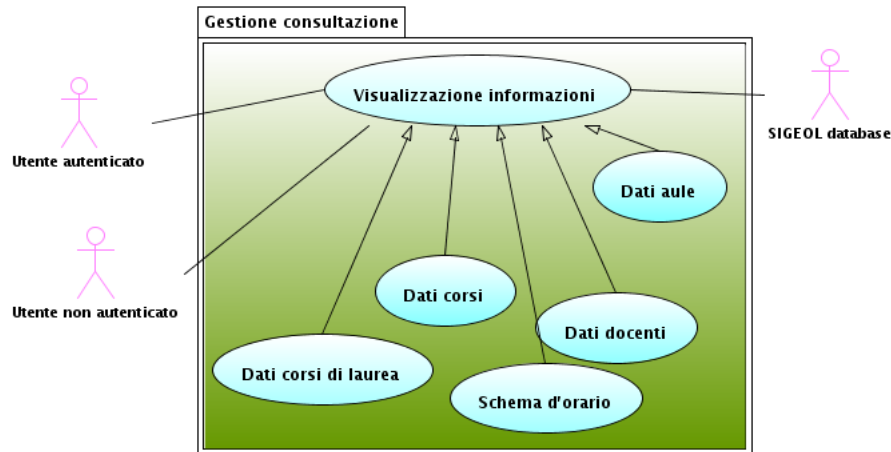 Gestione consultazione
Visualizzazione informazioni
Utente autenticato
SIGEOL database
Dati aule
Utente non autenticato
Dati corsi
Dati docenti
Dati corsi di laurea
Schema d'orario